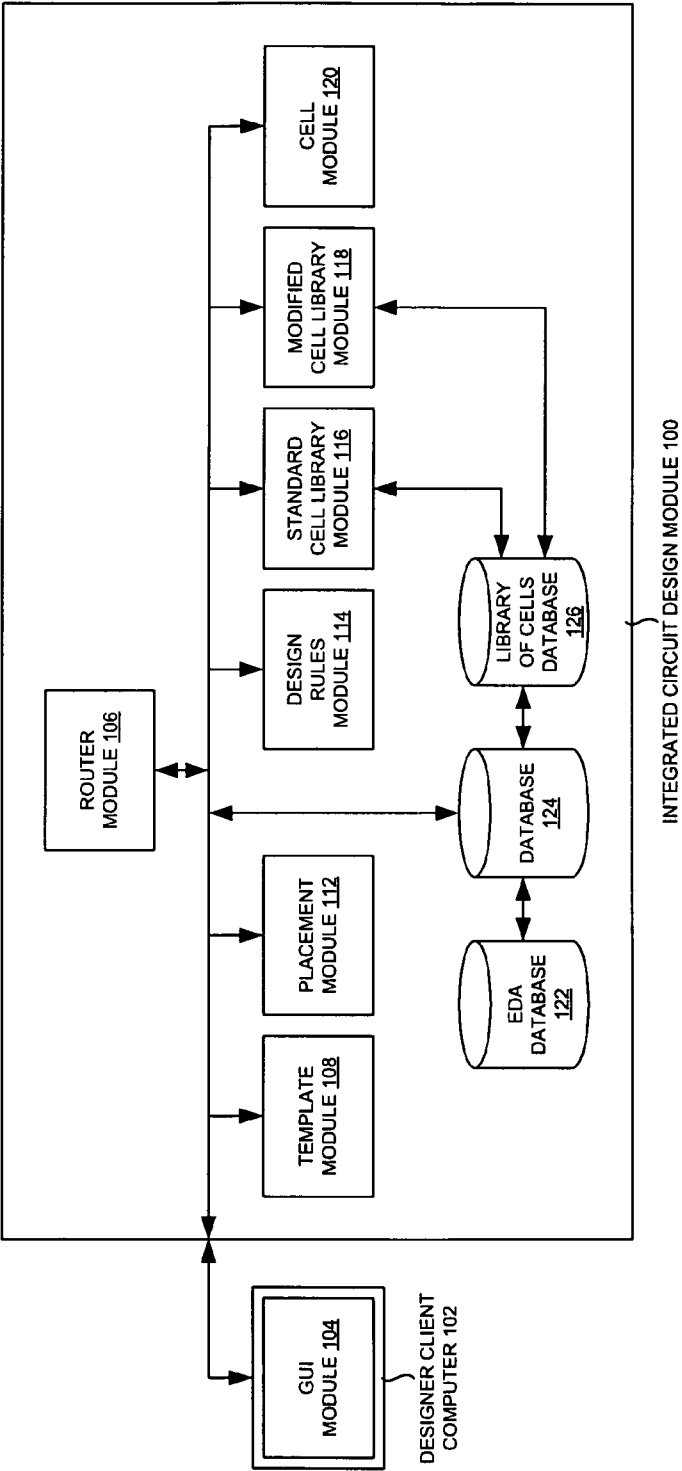 ROUTER
MODULE 106
TEMPLATE
MODULE 108
PLACEMENT
MODULE 112
DESIGN
RULES
MODULE 114
STANDARD
CELL LIBRARY
MODULE 116
MODIFIED
CELL LIBRARY
MODULE 118
CELL
MODULE 120
GUI
MODULE 104
DESIGNER CLIENT
COMPUTER 102
EDA
DATABASE
122
DATABASE
124
LIBRARY
OF CELLS
DATABASE
126
INTEGRATED CIRCUIT DESIGN MODULE 100